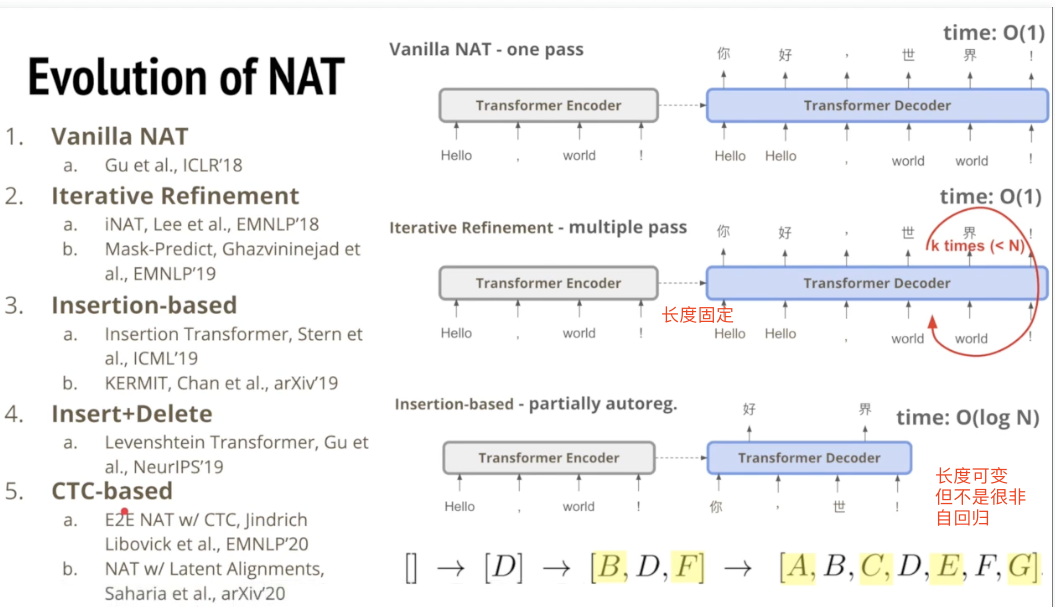 Evolution of NAT
1. Vanilla NAT
a. Gu et al., ICLR'18
2. Iterative Refinement
a. iNAT, Lee et al., EMNLP'18
b. Mask-Predict, Ghazvininejad et
al., EMNLP'19
3. Insertion-based
a. Insertion Transformer, Stern et
al., ICML'19
b. KERMIT, Chan et al., arXiv'19
4. Insert+Delete
a. Levenshtein Transformer, Gu et
al., NeurIPS'19
5. CTC-based
a. E2E NAT w/ CTC, Jindrich
Libovick et al., EMNLP'20
b. NAT w/ Latent Alignments,
Saharia et al., arXiv'20
Vanilla NAT - one pass
time: O(1)
你 好 , 世 界 !
Transformer Encoder
Transformer Decoder
Hello , world !
Hello Hello , world world !
time: O(1)
Iterative Refinement - multiple pass
你 好 , 世 界 !
k times (< N)
Transformer Encoder
Transformer Decoder
长度固定
Hello , world !
Hello Hello , world world !
Insertion-based - partially autoreg.
好 界
time: O(log N)
Transformer Encoder
Transformer Decoder
Hello , world !
你 , 世 !
长度可变
但不是很非
自回归
[] → [D] → [B, D, F] → [A, B, C, D, E, F, G].